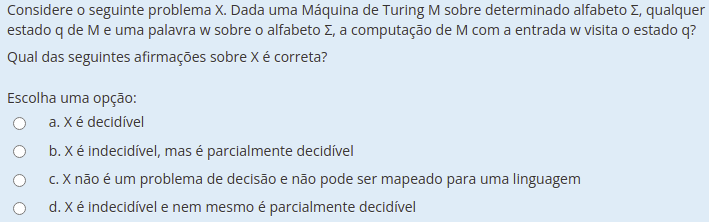 Considere o seguinte problema X. Dada uma Máquina de Turing M sobre determinado alfabeto Σ, qualquer
estado q de M e uma palavra w sobre o alfabeto Σ, a computação de M com a entrada w visita o estado q?
Qual das seguintes afirmações sobre X é correta?
Escolha uma opção:
a. X é decidível
b. X é indecidível, mas é parcialmente decidível
c. X não é um problema de decisão e não pode ser mapeado para uma linguagem
d. X é indecidível e nem mesmo é parcialmente decidível